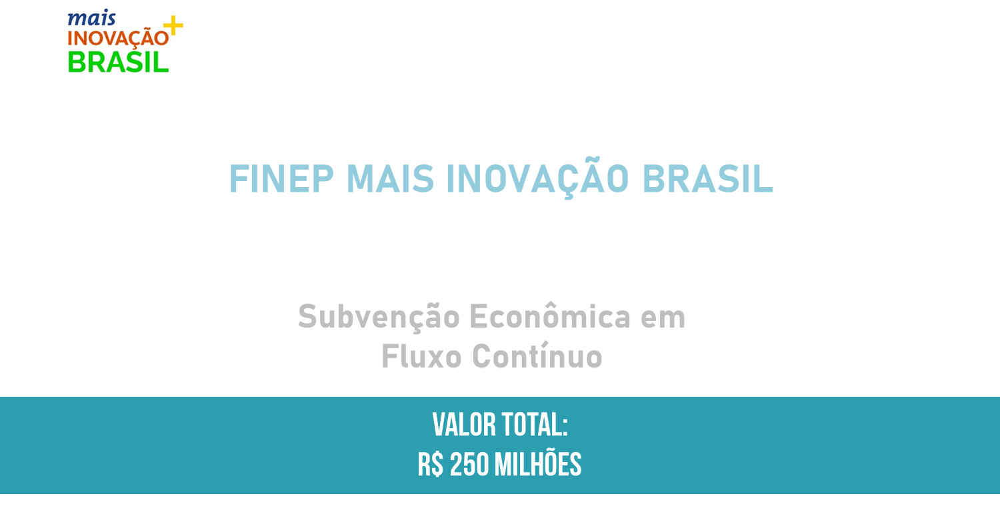 mais
INOVAÇÃO+
BRASIL
FINEP MAIS INOVAÇÃO BRASIL
Subvenção Econômica em
Fluxo Contínuo
VALOR TOTAL:
R$ 250 MILHÕES